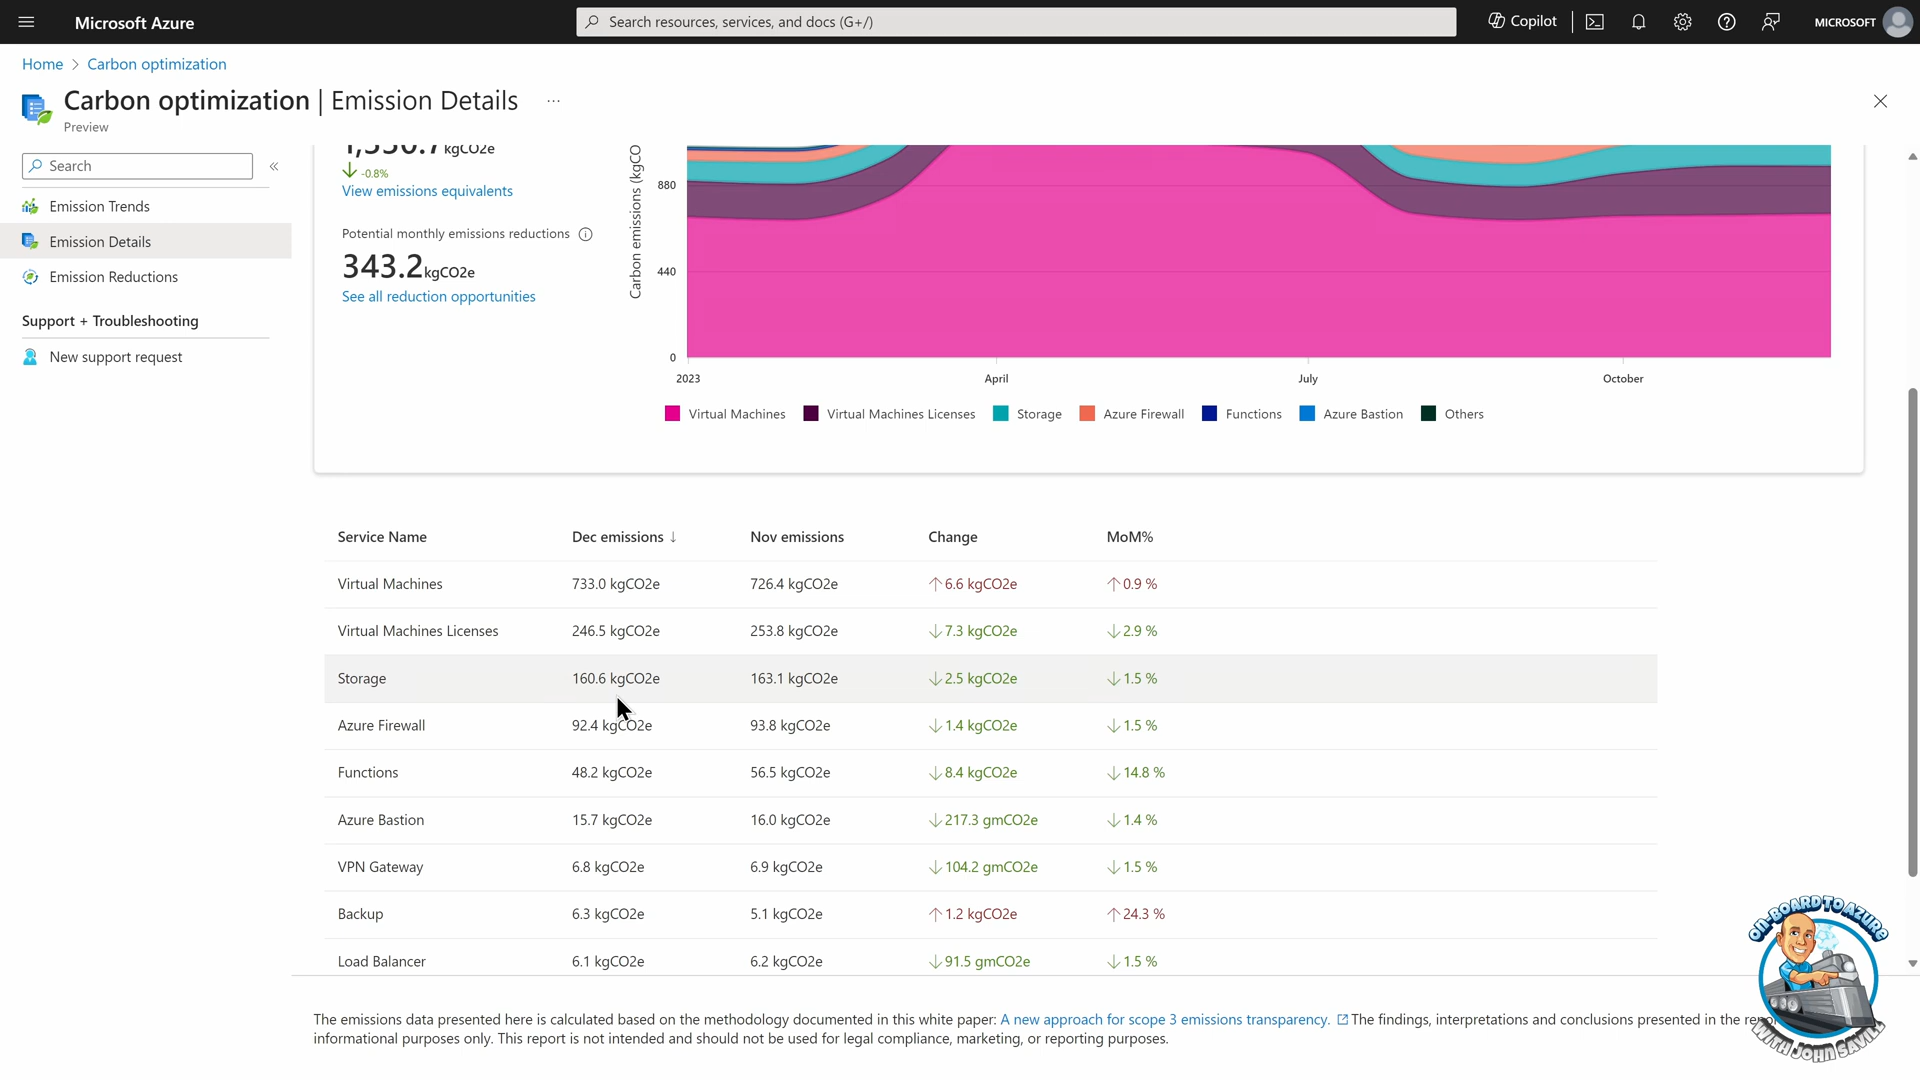 Microsoft Azure
Search resources, services, and docs (G+/)
Copilot
MICROSOFT
Home > Carbon optimization
Carbon optimization | Emission Details ...
Preview
Search
«
Emission Trends
Emission Details
Emission Reductions
Support + Troubleshooting
New support request
kgCO2e
-0.8%
View emissions equivalents
Potential monthly emissions reductions
343.2 kgCO2e
See all reduction opportunities
Carbon emissions (kgCO
880
440
0
2023 April July October
Virtual Machines Virtual Machines Licenses Storage Azure Firewall Functions Azure Bastion Others
Service Name Dec emissions ↓ Nov emissions Change MoM%
Virtual Machines 733.0 kgCO2e 726.4 kgCO2e ↑ 6.6 kgCO2e ↑ 0.9 %
Virtual Machines Licenses 246.5 kgCO2e 253.8 kgCO2e ↓ 7.3 kgCO2e ↓ 2.9 %
Storage 160.6 kgCO2e 163.1 kgCO2e ↓ 2.5 kgCO2e ↓ 1.5 %
Azure Firewall 92.4 kgCO2e 93.8 kgCO2e ↓ 1.4 kgCO2e ↓ 1.5 %
Functions 48.2 kgCO2e 56.5 kgCO2e ↓ 8.4 kgCO2e ↓ 14.8 %
Azure Bastion 15.7 kgCO2e 16.0 kgCO2e ↓ 217.3 gmCO2e ↓ 1.4 %
VPN Gateway 6.8 kgCO2e 6.9 kgCO2e ↓ 104.2 gmCO2e ↓ 1.5 %
Backup 6.3 kgCO2e 5.1 kgCO2e ↑ 1.2 kgCO2e ↑ 24.3 %
Load Balancer 6.1 kgCO2e 6.2 kgCO2e ↓ 91.5 gmCO2e ↓ 1.5 %
The emissions data presented here is calculated based on the methodology documented in this white paper: A new approach for scope 3 emissions transparency. The findings, interpretations and conclusions presented in the
informational purposes only. This report is not intended and should not be used for legal compliance, marketing, or reporting purposes.
ON-BOARD TO AZURE
WITH JOHN SAVILL